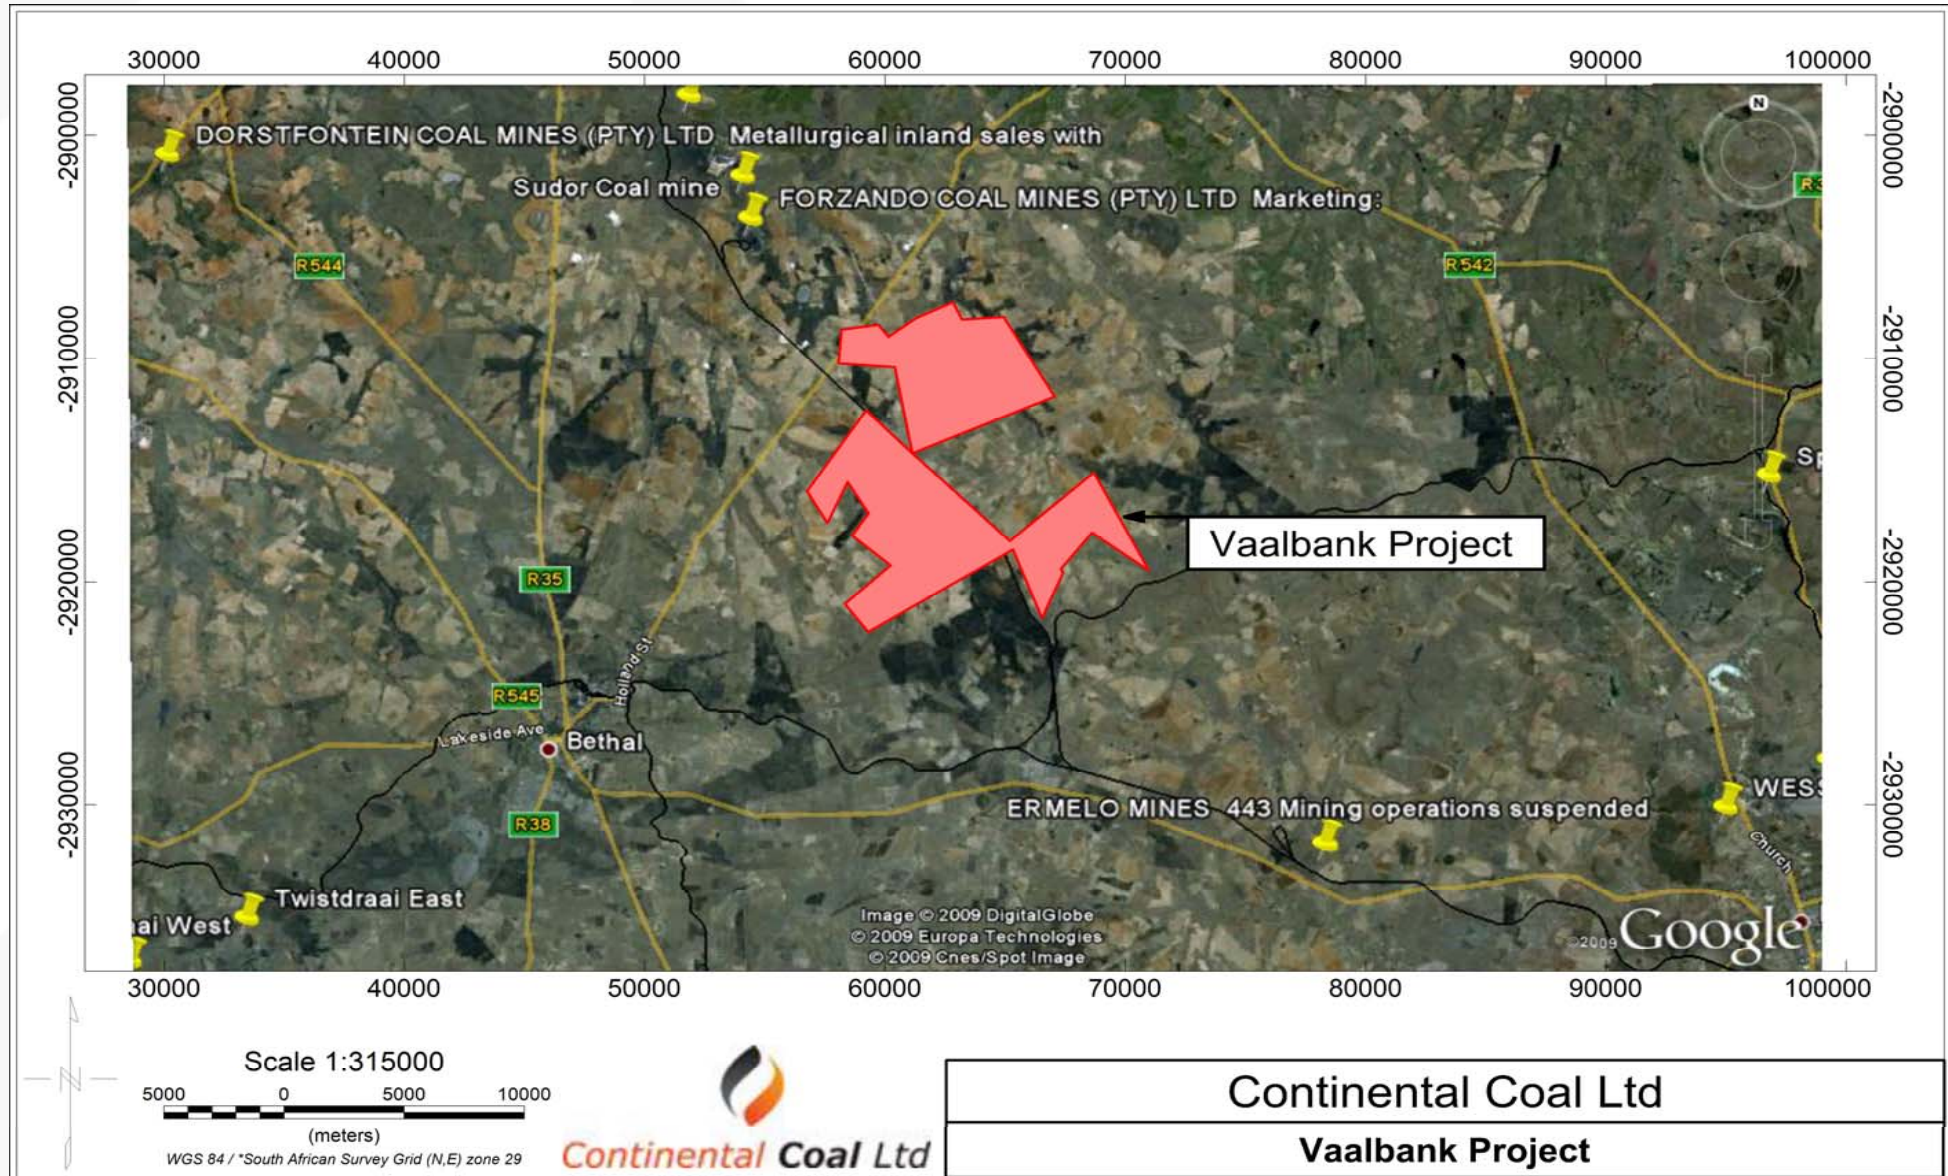 30000 40000 50000 60000 70000 80000 90000 100000
-2900000
-2900000
DORSTFONTEIN COAL MINES (PTY) LTD Metallurgical inland sales with
Sudor Coal mine
FORZANDO COAL MINES (PTY) LTD Marketing:
N
R544
R542
-2910000
-2910000
Vaalbank Project
R35
-2920000
-2920000
Holland St
R545
Lakeside Ave
Bethal
R38
-2930000
-2930000
ERMELO MINES 443 Mining operations suspended
Church
Twistdraai East
West
Image © 2009 DigitalGlobe
© 2009 Europa Technologies
© 2009 Cnes/Spot Image
©2009 Google
30000 40000 50000 60000 70000 80000 90000 100000
N
Scale 1:315000
5000 0 5000 10000
(meters)
WGS 84 / *South African Survey Grid (N,E) zone 29
Continental Coal Ltd
Continental Coal Ltd
Vaalbank Project